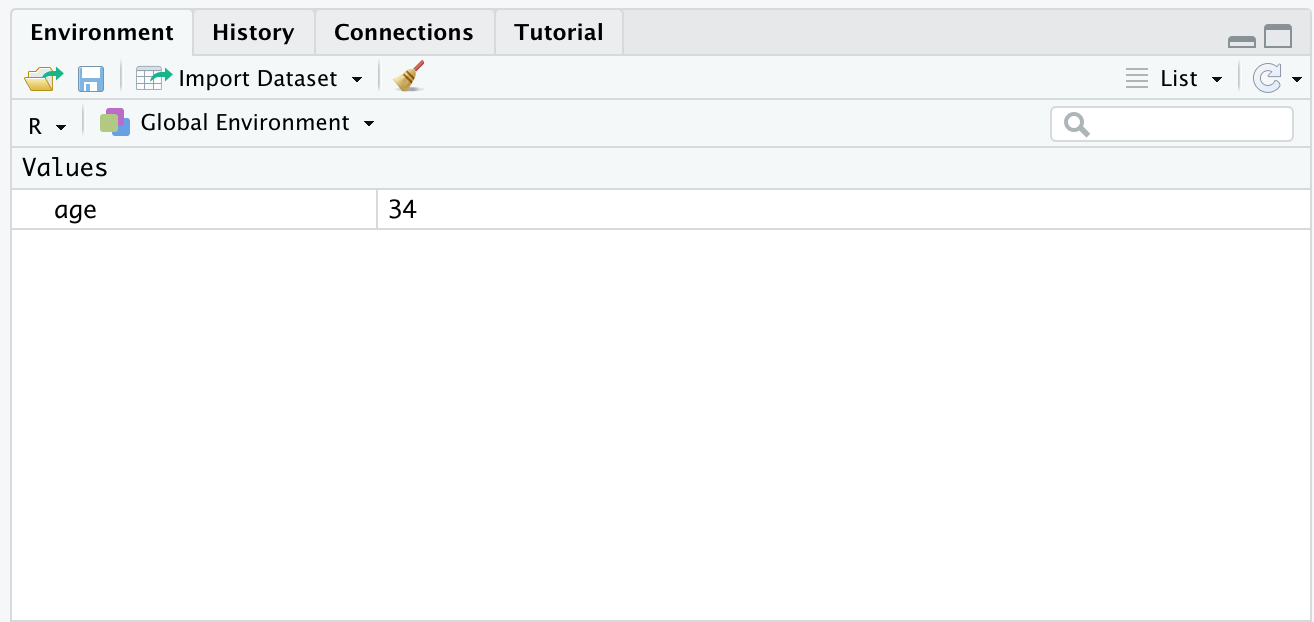 Environment History Connections Tutorial
Import Dataset List
R Global Environment
Values
age 34